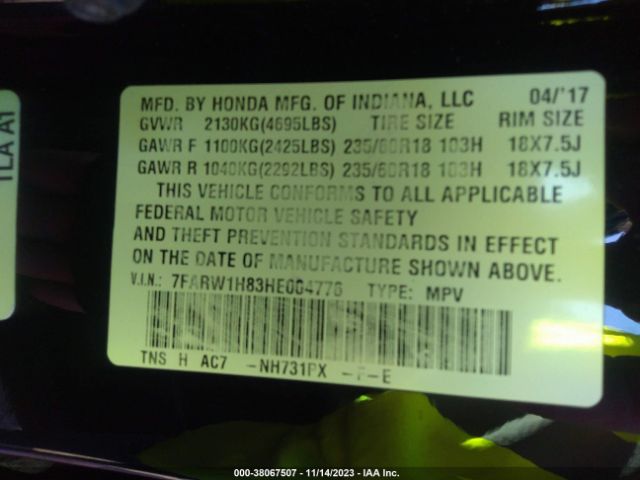 TLA A1
MFD. BY HONDA MFG. OF INDIANA, LLC 04/'17
GVWR 2130KG(4695LBS) TIRE SIZE RIM SIZE
GAWR F 1100KG(2425LBS) 235/60R18 103H 18X7.5J
GAWR R 1040KG(2292LBS) 235/60R18 103H 18X7.5J
THIS VEHICLE CONFORMS TO ALL APPLICABLE
FEDERAL MOTOR VEHICLE SAFETY
AND THEFT PREVENTION STANDARDS IN EFFECT
ON THE DATE OF MANUFACTURE SHOWN ABOVE.
V.I.N.: TYPE: MPV
TNS H AC7 -NH731PX -F-E
000-38067507 - 11/14/2023 - IAA Inc.